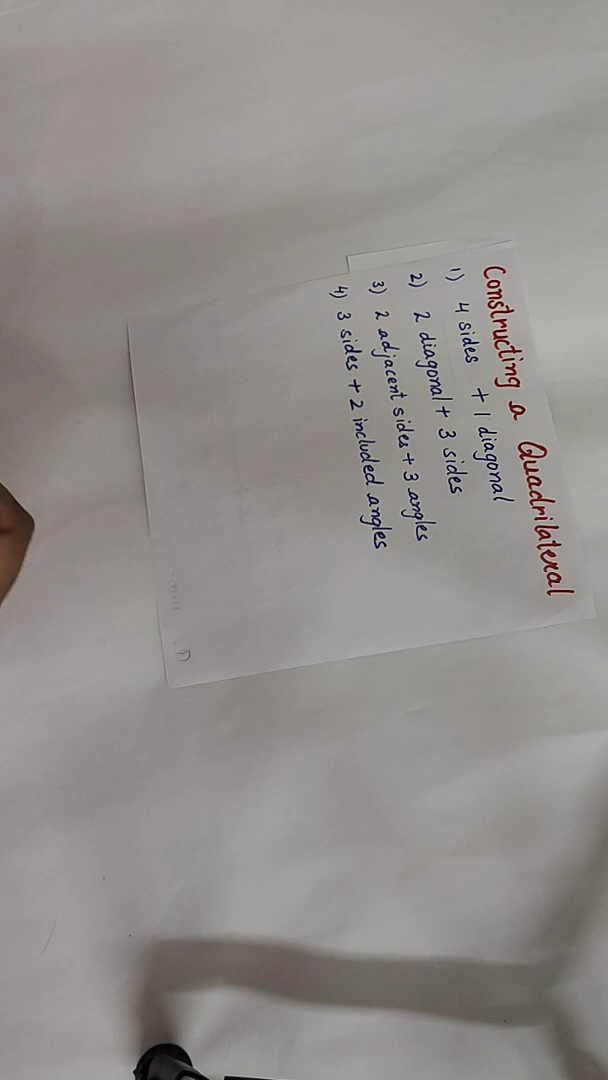 Constructing a Quadrilateral
1) 4 sides + 1 diagonal
2) 2 diagonal + 3 sides
3) 2 adjacent sides + 3 angles
4) 3 sides + 2 included angles